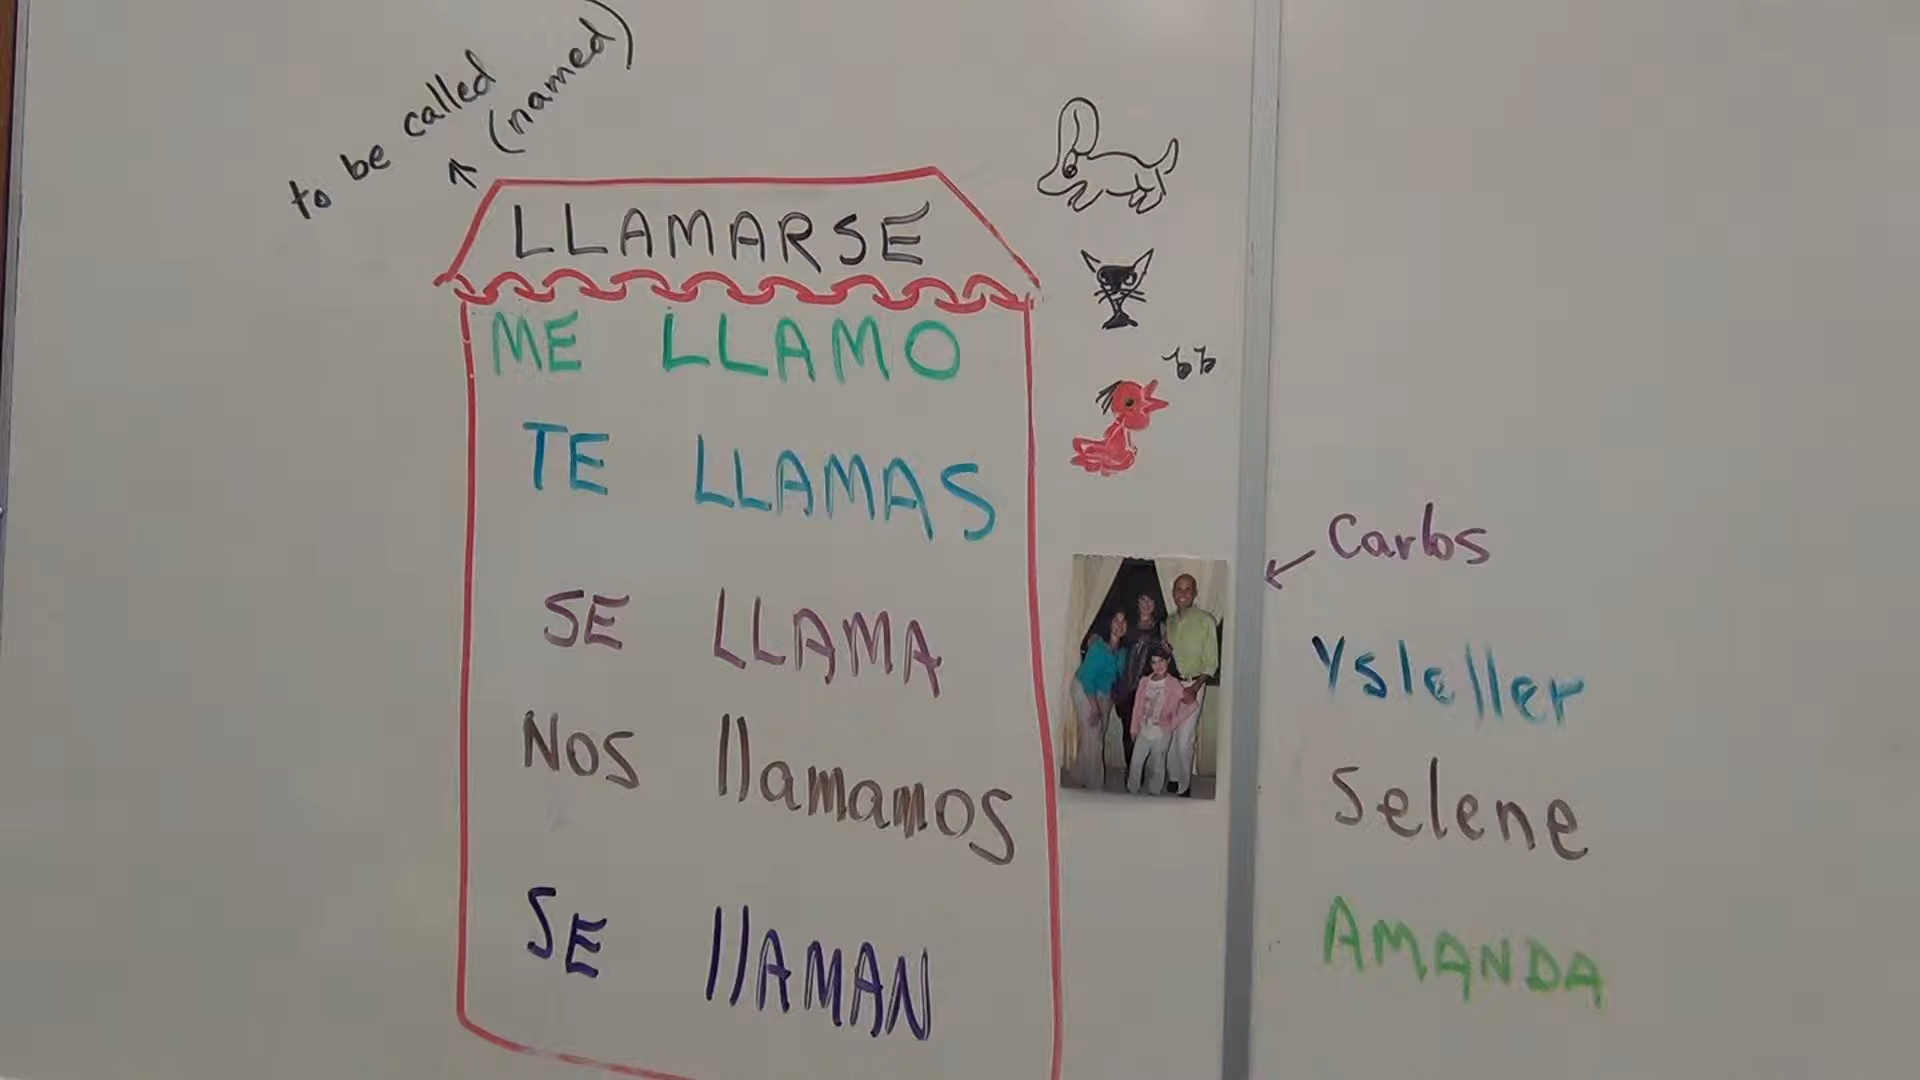 to be called
(named)
LLAMARSE
ME LLAMO
TE LLAMAS
SE LLAMA
NOS llamamos
SE llAMAN
Carlos
Ysleller
Selene
AMANDA